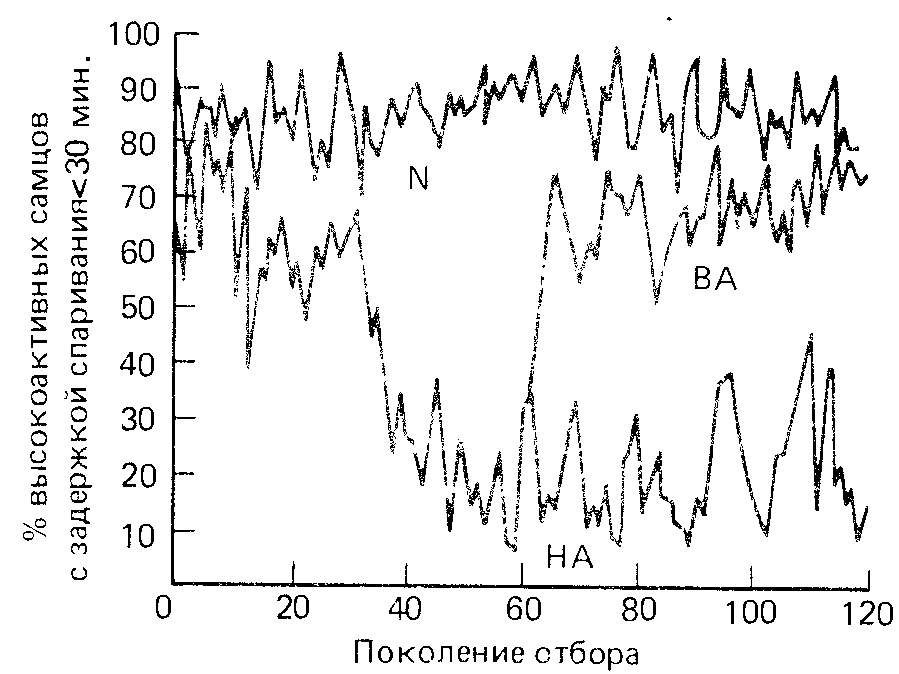 % высокоактивных самцов
с задержкой спаривания<30 мин.
100
90
80
70
60
50
40
30
20
10
N
ВА
НА
0
20
40
60
80
100
120
Поколение отбора